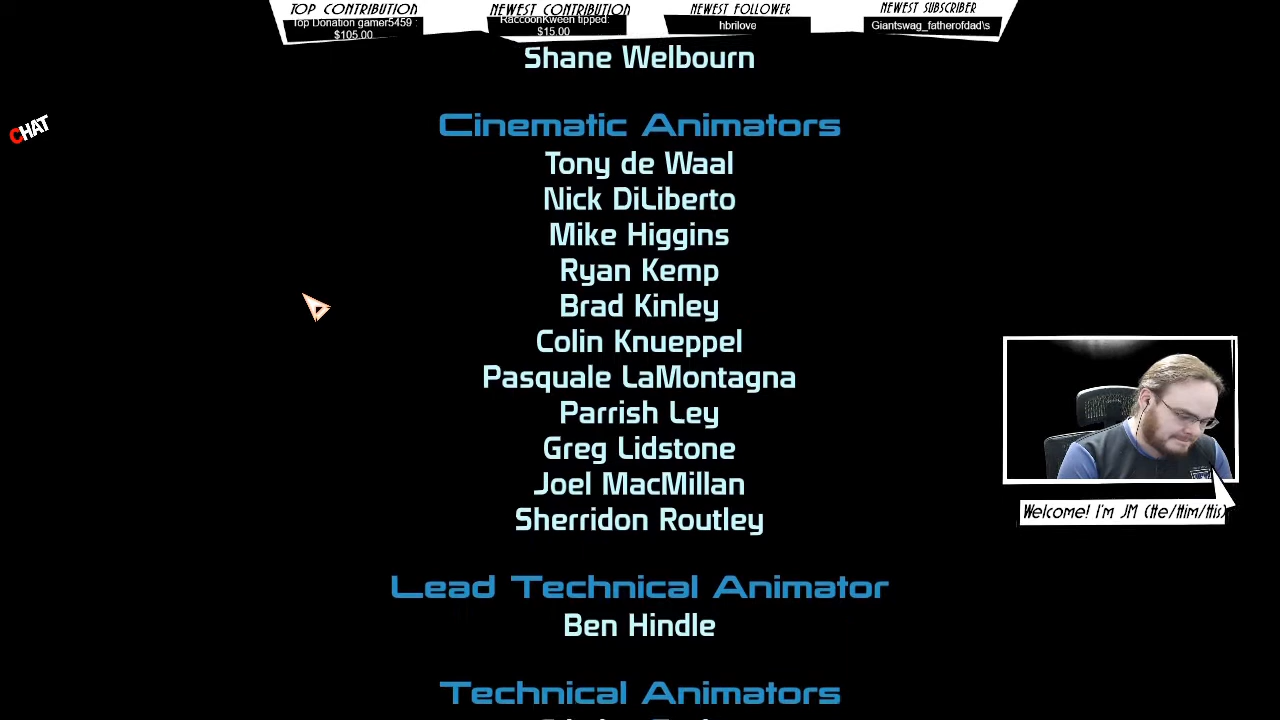 TOP CONTRIBUTION
Top Donation gamer5459 :
$105.00
NEWEST CONTRIBUTION
RaccoonKween tipped:
$15.00
NEWEST FOLLOWER
hbrilove
NEWEST SUBSCRIBER
Giantswag_fatherofdad\s
CHAT
Shane Welbourn
Cinematic Animators
Tony de Waal
Nick DiLiberto
Mike Higgins
Ryan Kemp
Brad Kinley
Colin Knueppel
Pasquale LaMontagna
Parrish Ley
Greg Lidstone
Joel MacMillan
Sherridon Routley
Welcome! I'm JM (He/Him/His)
Lead Technical Animator
Ben Hindle
Technical Animators